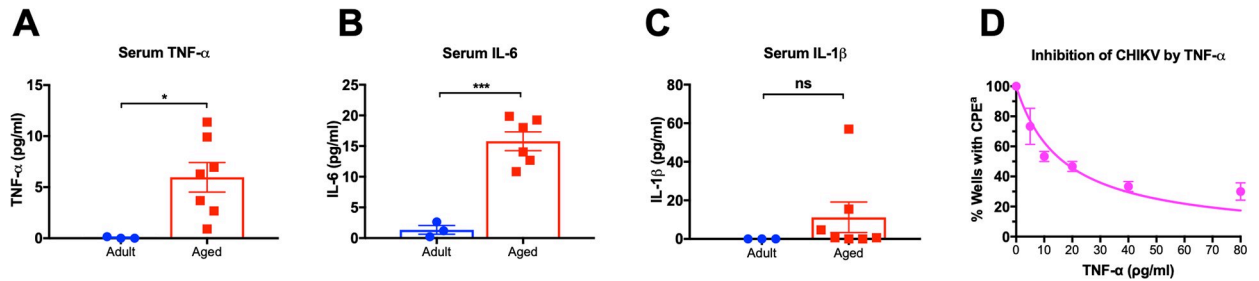 A
Serum TNF-α
TNF-α (pg/ml)
15
10
5
0
*
Adult
Aged
B
Serum IL-6
IL-6 (pg/ml)
25
20
15
10
5
0
***
Adult
Aged
C
Serum IL-1β
IL-1β (pg/ml)
80
60
40
20
0
ns
Adult
Aged
D
Inhibition of CHIKV by TNF-α
% Wells with CPEᵃ
100
80
60
40
20
0
0 10 20 30 40 50 60 70 80
TNF-α (ρg/ml)